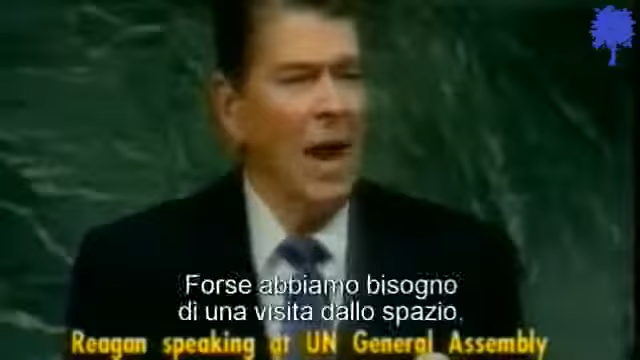 Forse abbiamo bisogno
di una visita dallo spazio,
Reagan speaking at UN General Assembly